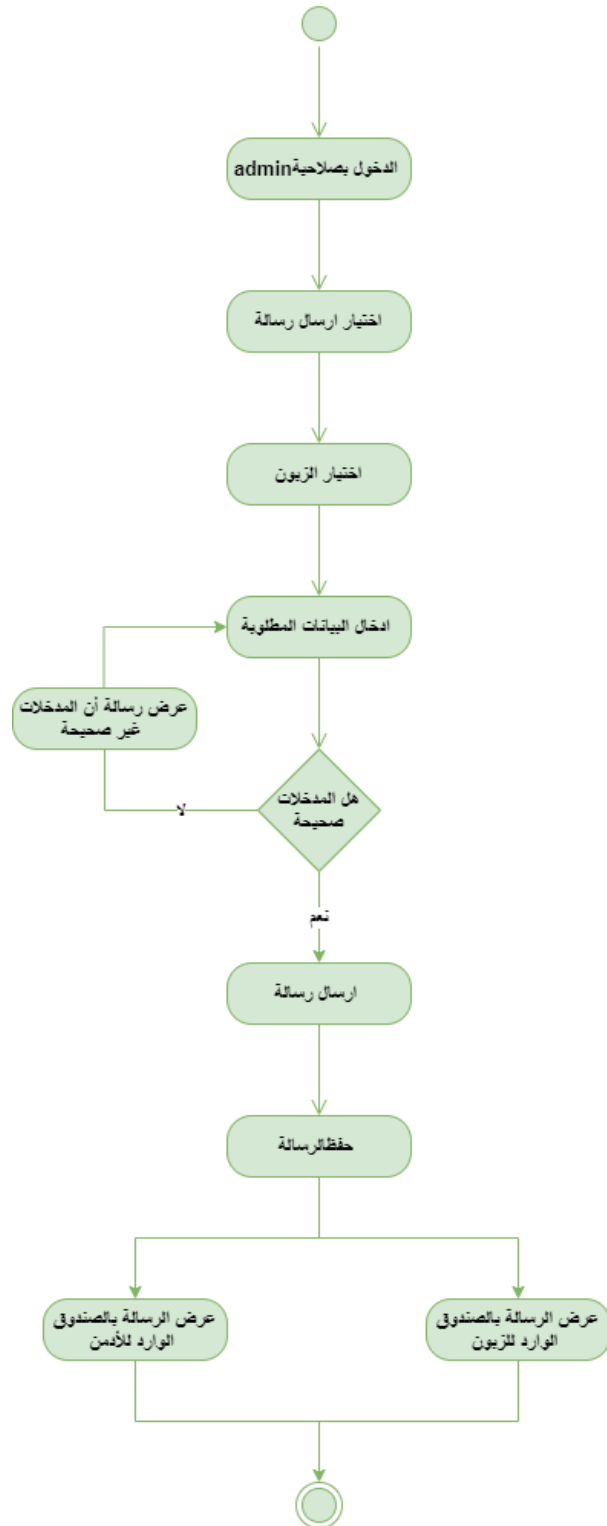 الدخول بصلاحيةadmin
اختيار ارسال رسالة
اختيار الزبون
ادخال البيانات المطلوبة
عرض رسالة أن المدخلات
غير صحيحة
هل المدخلات
صحيحة
لا
نعم
ارسال رسالة
حفظالرسالة
عرض الرسالة بالصندوق
الوارد للأدمن
عرض الرسالة بالصندوق
الوارد للزبون